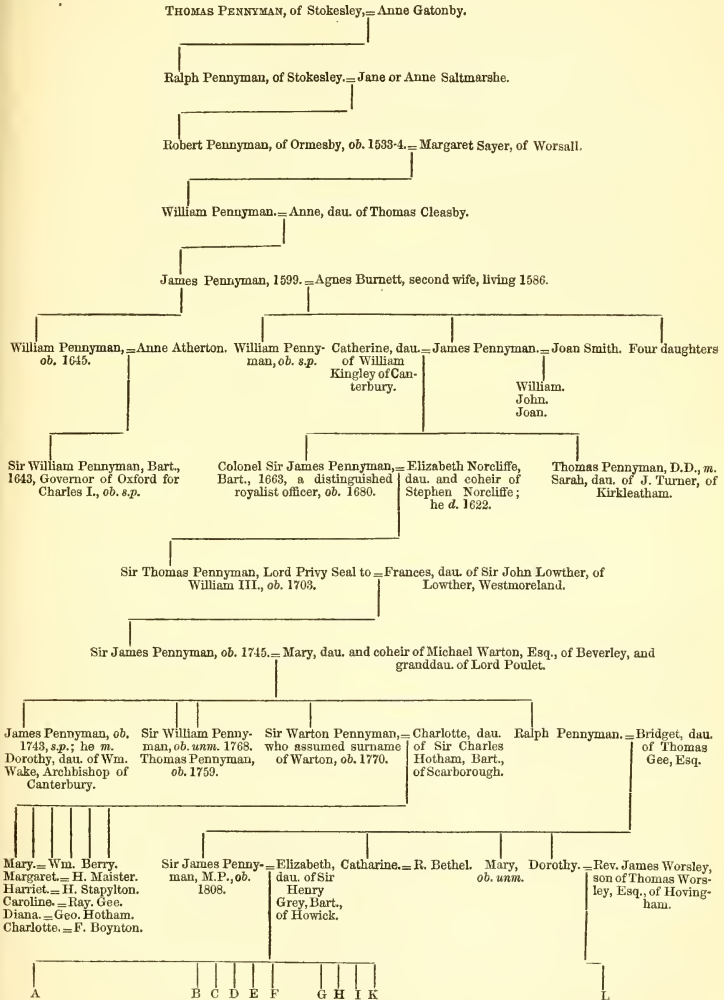 THOMAS PENNYMAN, of Stokesley,= Anne Gatonby.
Ralph Pennyman, of Stokesley.= Jane or Anne Saltmarshe.
Robert Pennyman, of Ormesby, ob. 1533-4.= Margaret Sayer, of Worsall.
William Pennyman.= Anne, dau. of Thomas Cleasby.
James Pennyman, 1599.=Agnes Burnett, second wife, living 1586.
William Pennyman,=Anne Atherton.
ob. 1645.
William Penny-
man, ob. s.p.
Catherine, dau.=James Pennyman.= Joan Smith.
of William
Kingley of Can-
terbury.
William.
John.
Joan.
Four daughters
Sir William Pennyman, Bart.,
1643, Governor of Oxford for
Charles I., ob. s.p.
Colonel Sir James Pennyman,= Elizabeth Norcliffe,
Bart., 1663, a distinguished
royalist officer, ob. 1680.
dau. and coheir of
Stephen Norcliffe;
he d. 1622.
Thomas Pennyman, D.D., m.
Sarah, dau. of J. Turner, of
Kirkleatham.
Sir Thomas Pennyman, Lord Privy Seal to =Frances, dau. of Sir John Lowther, of
William III., ob. 1703.
Lowther, Westmoreland.
Sir James Pennyman, ob. 1745.= Mary, dau. and coheir of Michael Warton, Esq., of Beverley, and
granddau. of Lord Poulet.
James Pennyman, ob.
1743, s.p.; he m.
Dorothy, dau. of Wm.
Wake, Archbishop of
Canterbury.
Sir William Penny-
man, ob. unm. 1768.
Thomas Pennyman,
ob. 1759.
Sir Warton Pennyman,= Charlotte, dau.
who assumed surname
of Warton, ob. 1770.
of Sir Charles
Hotham, Bart.,
of Scarborough.
Ralph Pennyman.=Bridget, dau.
of Thomas
Gee, Esq.
Mary.=Wm. Berry.
Margaret.= H. Maister.
Harriet.= H. Stapylton.
Caroline.= Ray. Gee.
Diana.=Geo. Hotham.
Charlotte.=F. Boynton.
Sir James Penny-=Elizabeth,
man, M.P., ob.
1808.
dau. of Sir
Henry
Grey, Bart.,
of Howick.
Catharine.= R. Bethel.
Mary,
ob. unm.
Dorothy.=Rev. James Worsley,
son of Thomas Wors-
ley, Esq., of Hoving-
ham.
A B C D E F G H I K L